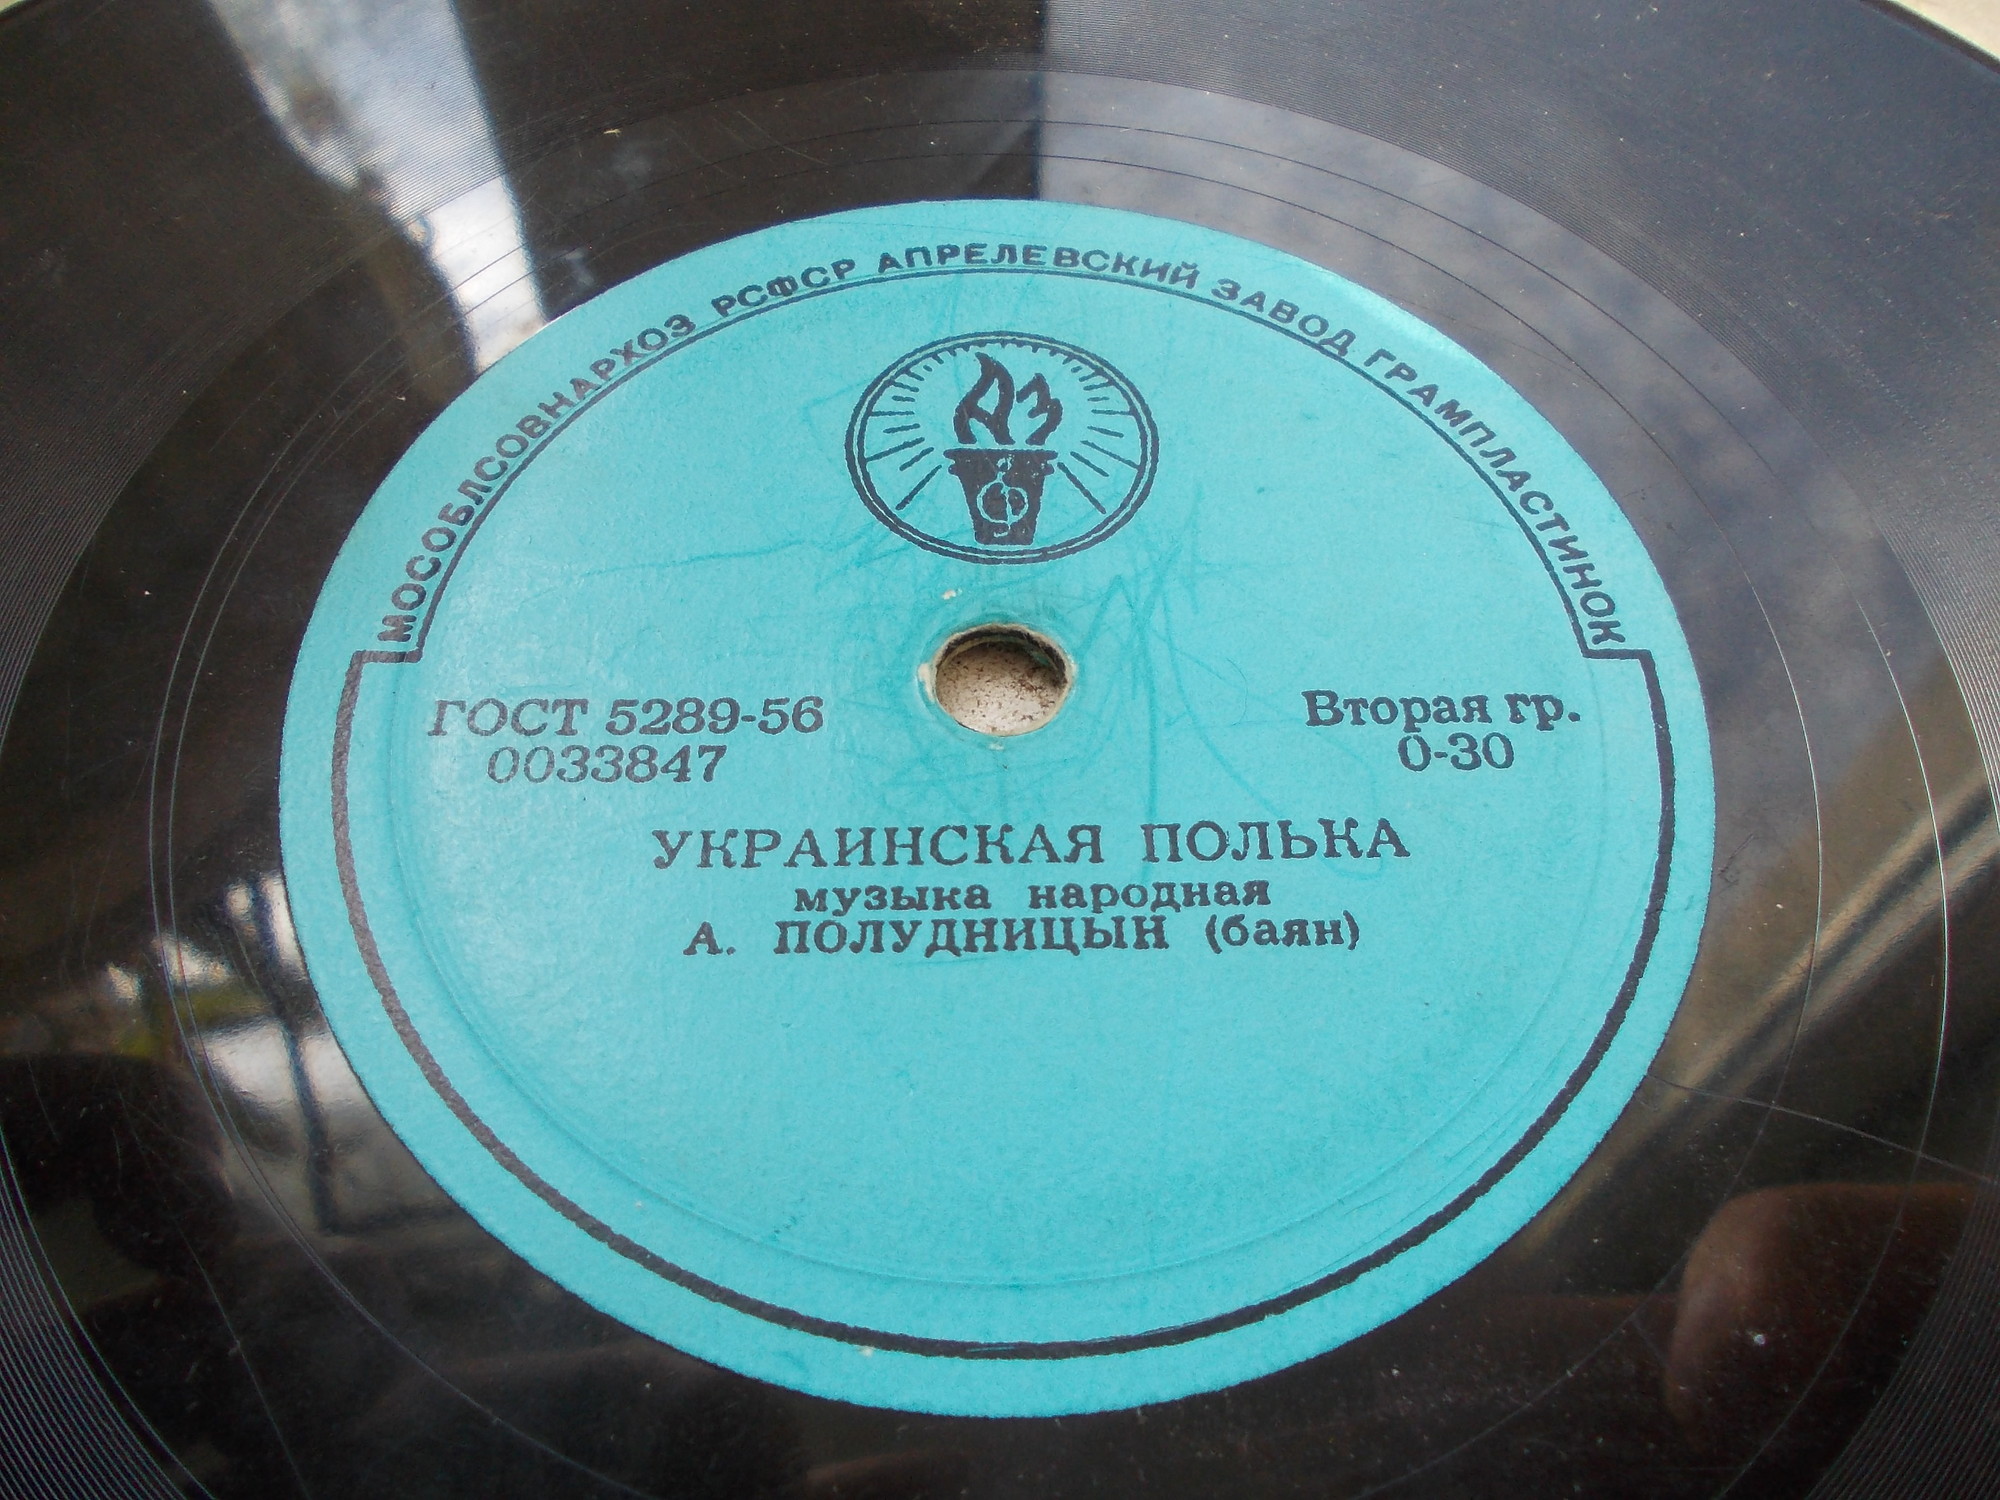 МОСОБЛСОВНАРХОЗ РСФСР АПРЕЛЕВСКИЙ ЗАВОД ГРАМПЛАСТИНОК
АЗ
ГОСТ 5289-56
0033847
Вторая гр.
0-30
УКРАИНСКАЯ ПОЛЬКА
музыка народная
А. ПОЛУДНИЦЫН (баян)